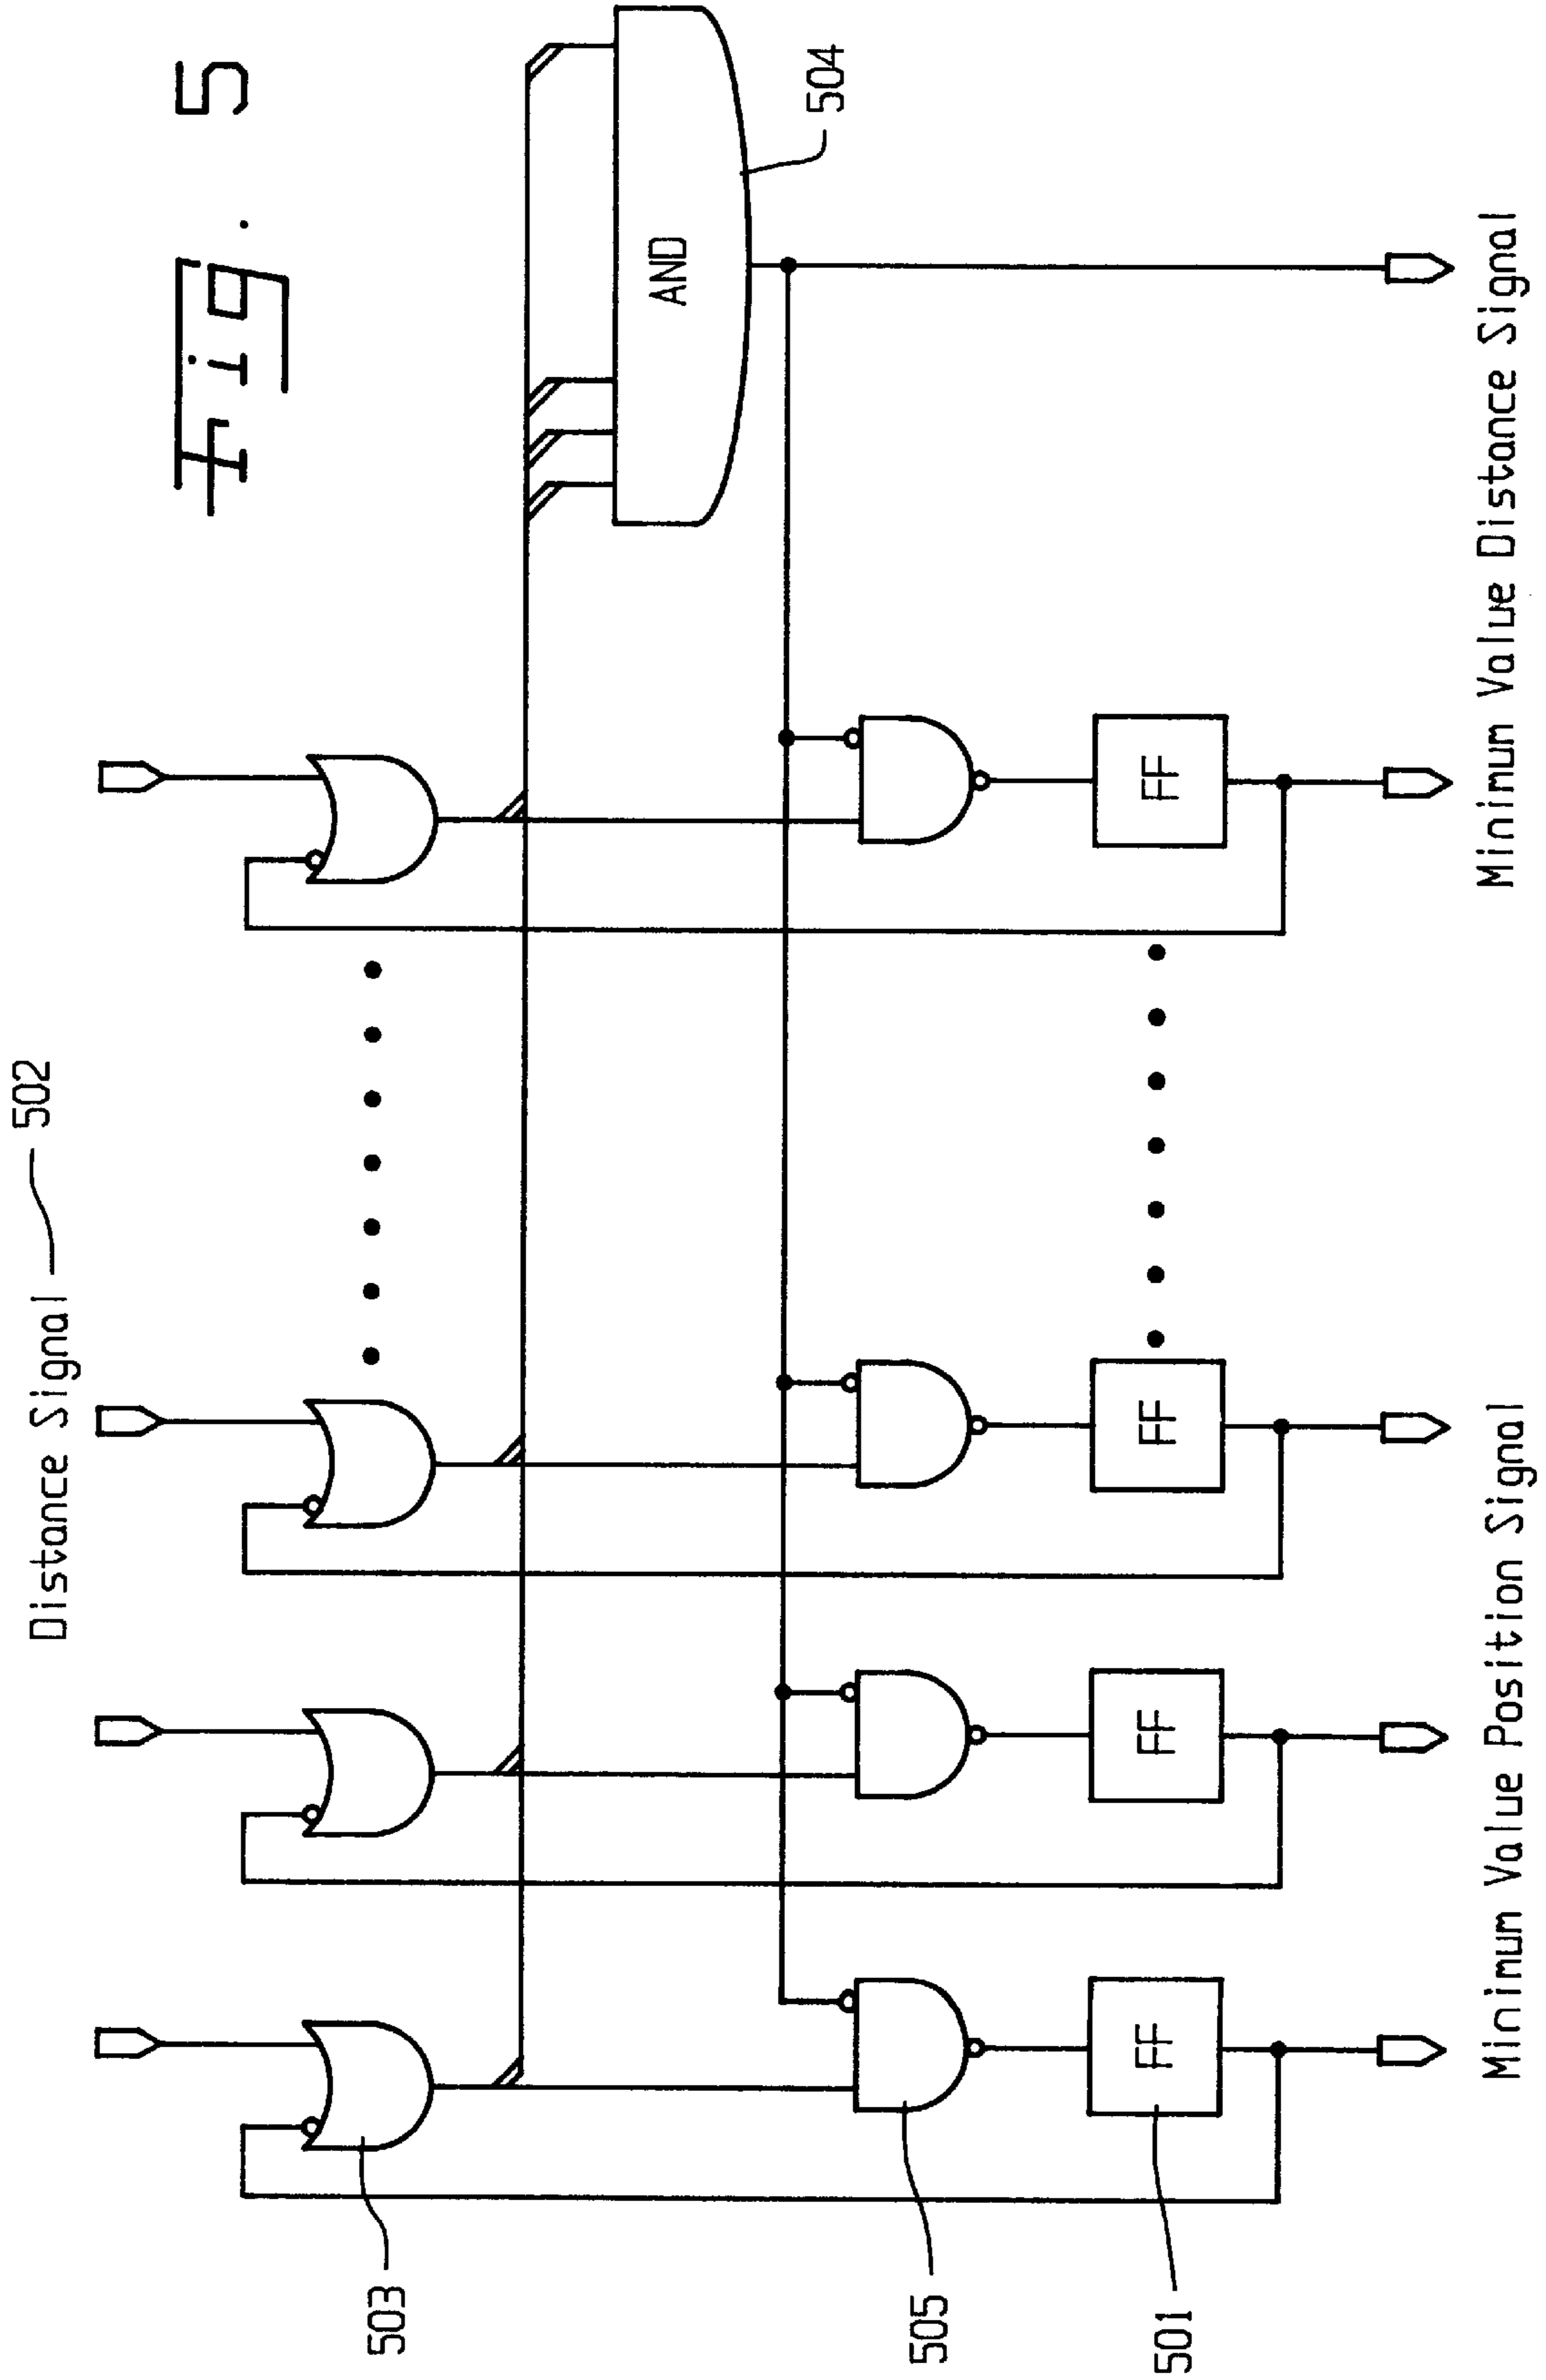 Fig. 5
Distance Signal 502
503
AND
504
505
FF FF FF FF
501
Minimum Value Position Signal
Minimum Value Distance Signal